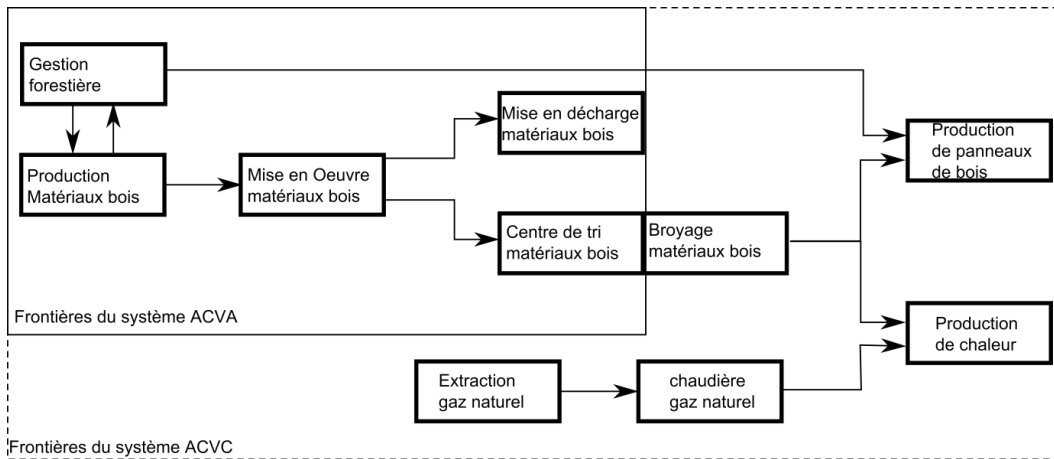 Gestion
forestière
Production
Matériaux bois
Mise en Oeuvre
matériaux bois
Mise en décharge
matériaux bois
Centre de tri
matériaux bois
Broyage
matériaux bois
Production
de panneaux
de bois
Production
de chaleur
Extraction
gaz naturel
chaudière
gaz naturel
Frontières du système ACVA
Frontières du système ACVC